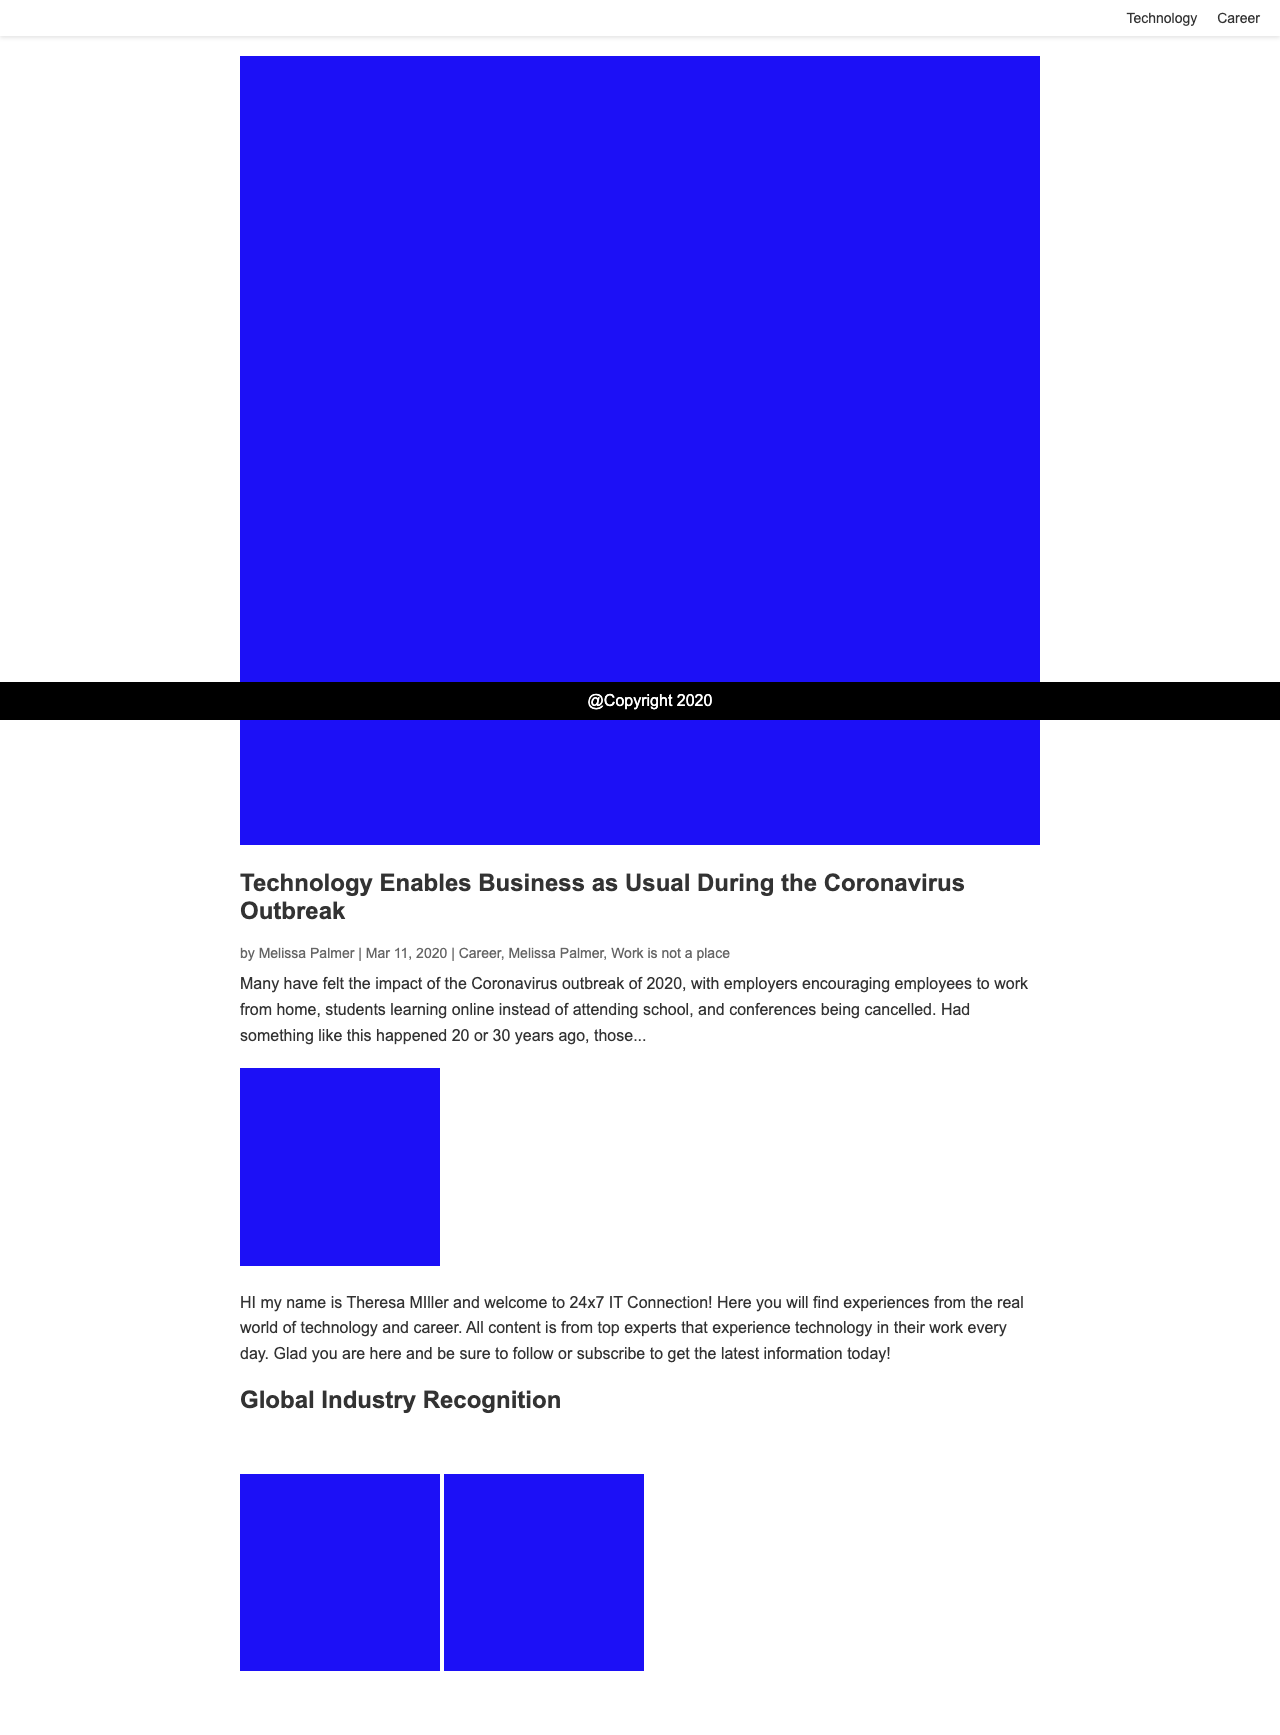 Technology Career
@Copyright 2020
Technology Enables Business as Usual During the Coronavirus
Outbreak
by Melissa Palmer | Mar 11, 2020 | Career, Melissa Palmer, Work is not a place
Many have felt the impact of the Coronavirus outbreak of 2020, with employers encouraging employees to work
from home, students learning online instead of attending school, and conferences being cancelled. Had
something like this happened 20 or 30 years ago, those...
HI my name is Theresa MIller and welcome to 24x7 IT Connection! Here you will find experiences from the real
world of technology and career. All content is from top experts that experience technology in their work every
day. Glad you are here and be sure to follow or subscribe to get the latest information today!
Global Industry Recognition